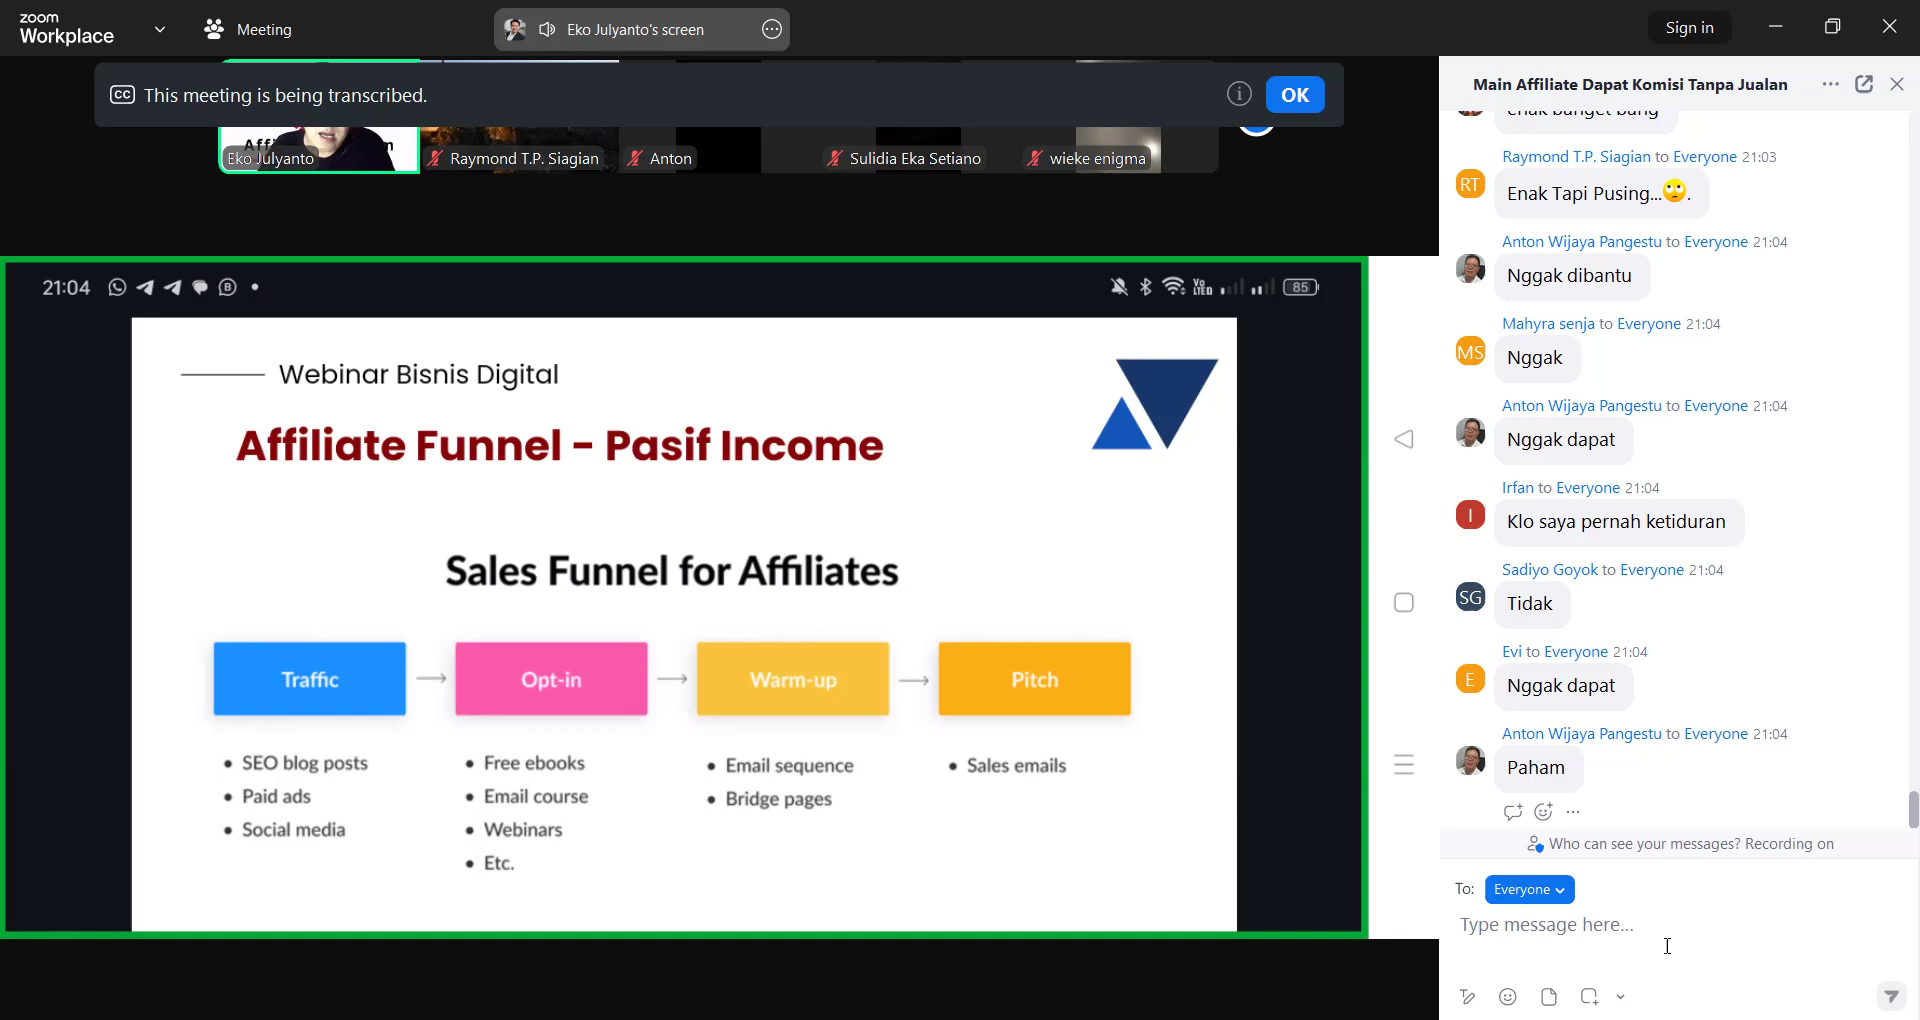 zoom
Workplace
Meeting
Eko Julyanto's screen
Sign in
CC This meeting is being transcribed.
OK
Eko Julyanto
Raymond T.P. Siagian
Anton
Sulidia Eka Setiano
wieke enigma
21:04
85
Webinar Bisnis Digital
Affiliate Funnel - Pasif Income
Sales Funnel for Affiliates
Traffic
Opt-in
Warm-up
Pitch
• SEO blog posts
• Paid ads
• Social media
• Free ebooks
• Email course
• Webinars
• Etc.
• Email sequence
• Bridge pages
• Sales emails
Main Affiliate Dapat Komisi Tanpa Jualan
Enak banget bang
Raymond T.P. Siagian to Everyone 21:03
RT
Enak Tapi Pusing...🙄.
Anton Wijaya Pangestu to Everyone 21:04
Nggak dibantu
Mahyra senja to Everyone 21:04
MS
Nggak
Anton Wijaya Pangestu to Everyone 21:04
Nggak dapat
Irfan to Everyone 21:04
I
Klo saya pernah ketiduran
Sadiyo Goyok to Everyone 21:04
SG
Tidak
Evi to Everyone 21:04
E
Nggak dapat
Anton Wijaya Pangestu to Everyone 21:04
Paham
Who can see your messages? Recording on
To: Everyone
Type message here...